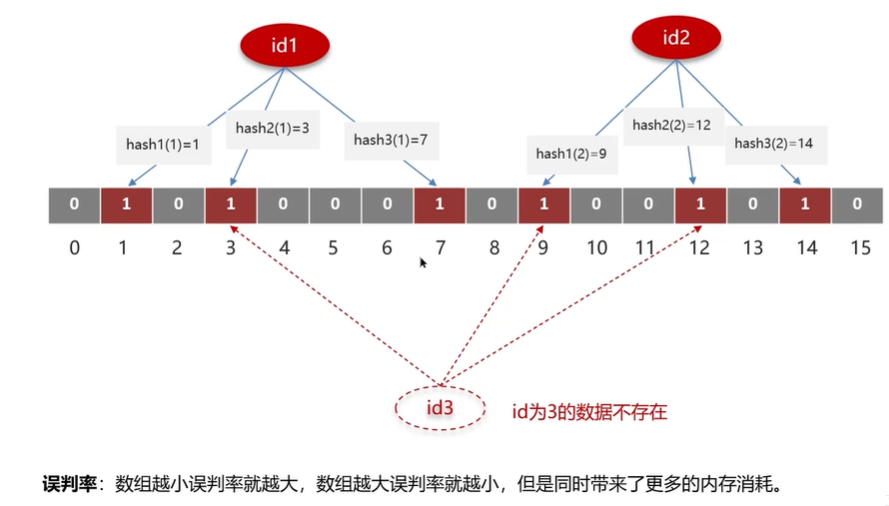 id1
id2
hash1(1)=1
hash2(1)=3
hash3(1)=7
hash1(2)=9
hash2(2)=12
hash3(2)=14
0 1 0 1 0 0 0 1 0 1 0 0 1 0 1 0
0 1 2 3 4 5 6 7 8 9 10 11 12 13 14 15
id3
id为3的数据不存在
误判率：数组越小误判率就越大，数组越大误判率就越小，但是同时带来了更多的内存消耗。